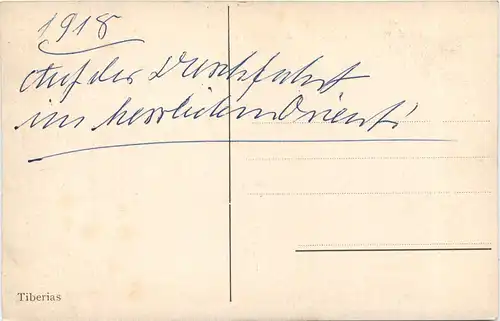 1918
Auf der Durchfahrt
im herrlichen Orient!
Tiberias